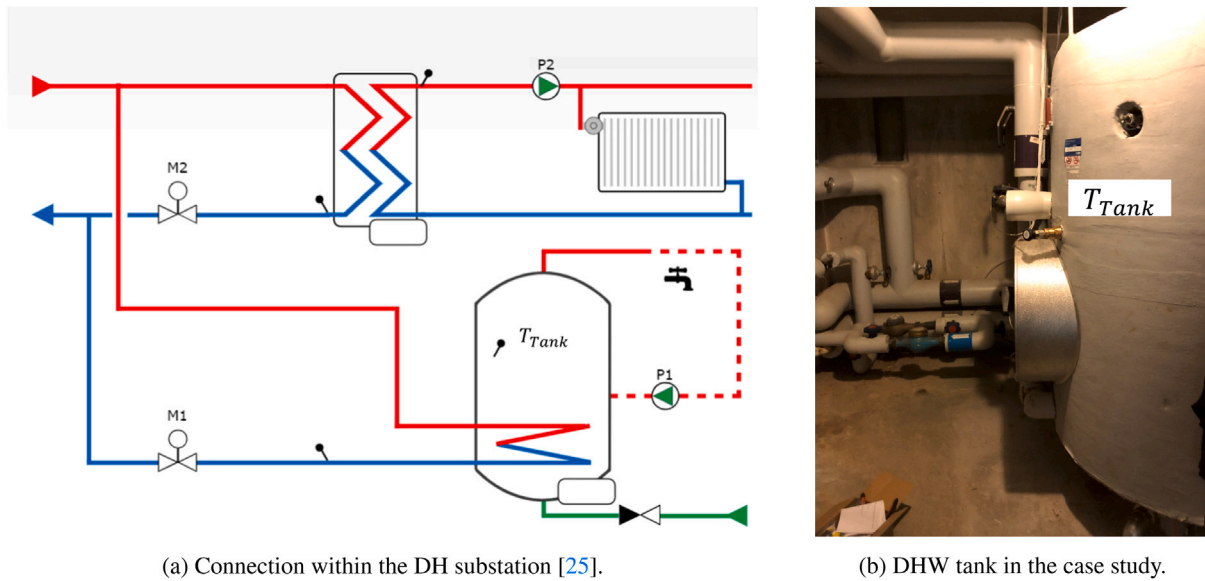 P2
M2
T_Tank
T_Tank
P1
M1
(a) Connection within the DH substation [25].
(b) DHW tank in the case study.